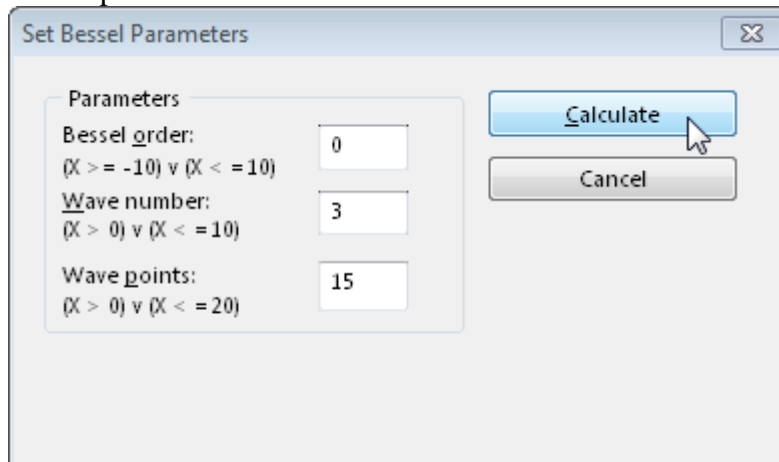 Set Bessel Parameters
Parameters
Bessel order:
0
(X >= -10) v (X <= 10)
Wave number:
3
(X > 0) v (X <= 10)
Wave points:
15
(X > 0) v (X <= 20)
Calculate
Cancel